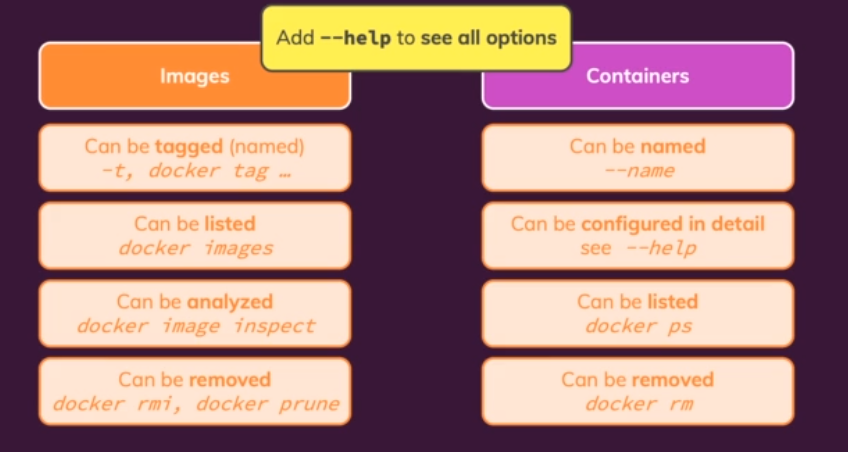 Add --help to see all options
Images
Can be tagged (named)
-t, docker tag …
Can be listed
docker images
Can be analyzed
docker image inspect
Can be removed
docker rmi, docker prune
Containers
Can be named
--name
Can be configured in detail
see --help
Can be listed
docker ps
Can be removed
docker rm